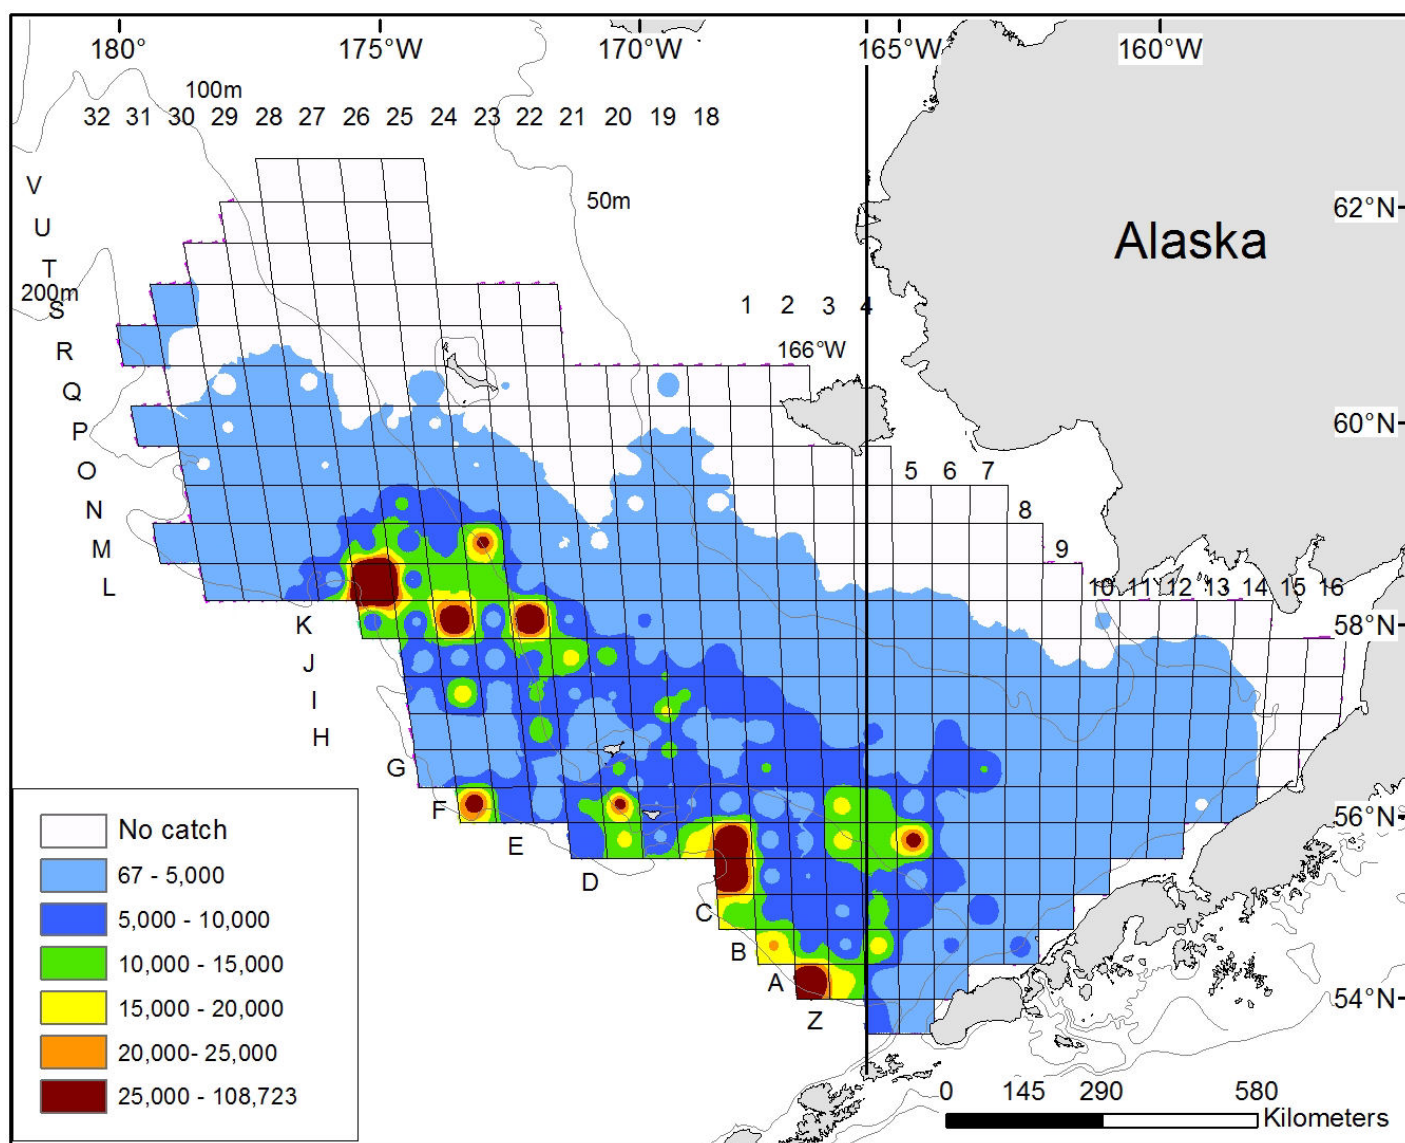 180° 175°W 170°W 165°W 160°W
100m
32 31 30 29 28 27 26 25 24 23 22 21 20 19 18
V
50m
62°N
U
Alaska
T
200m
S
1 2 3 4
R
166°W
Q
60°N
P
O
5 6 7
N
8
M
9
L
10 11 12 13 14 15 16
K
58°N
J
I
H
G
F
56°N
E
D
C
B
A
54°N
Z
No catch
67 - 5,000
5,000 - 10,000
10,000 - 15,000
15,000 - 20,000
20,000- 25,000
25,000 - 108,723
0 145 290 580
Kilometers